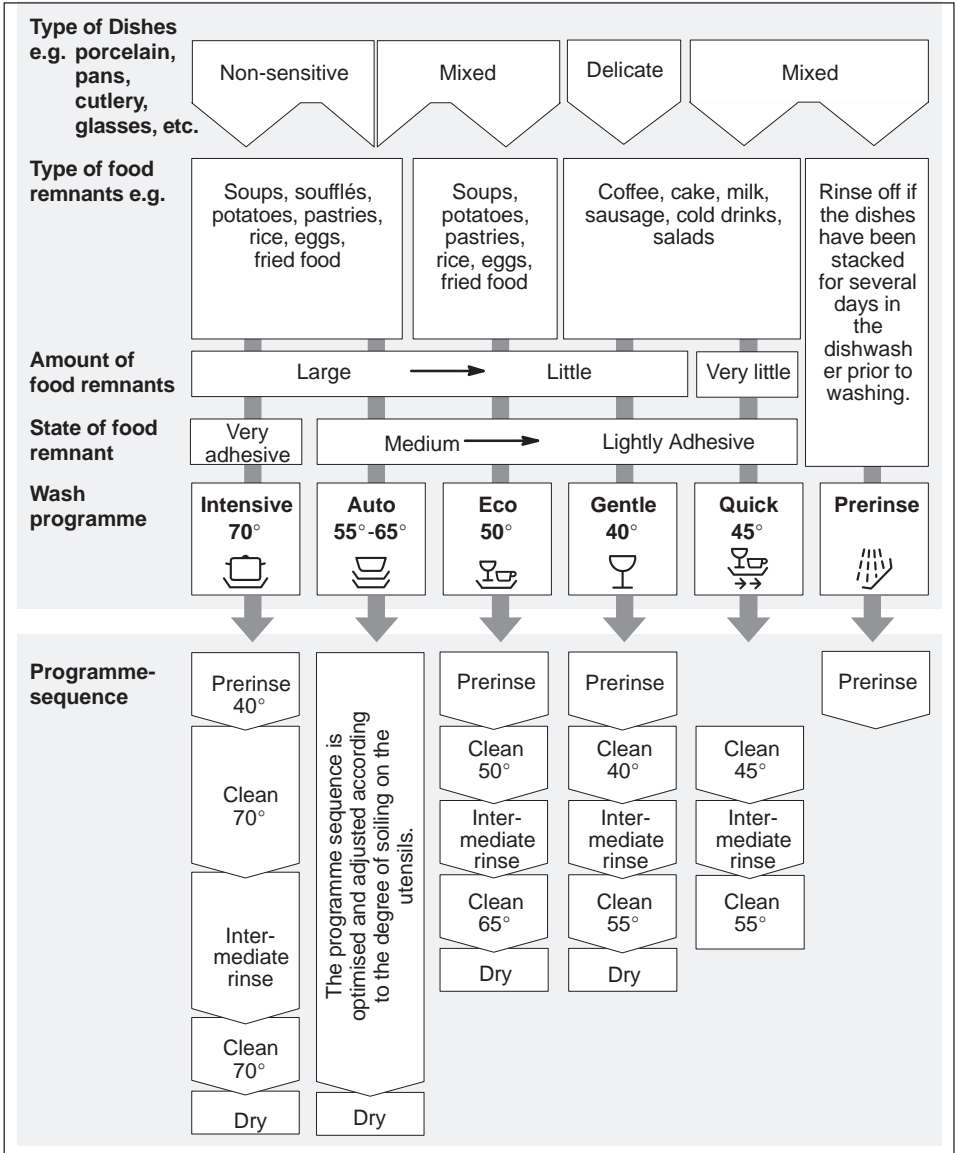 Type of Dishes
e.g. porcelain,
pans,
cutlery,
glasses, etc.
Non-sensitive
Mixed
Delicate
Mixed
Type of food
remnants e.g.
Soups, soufflés,
potatoes, pastries,
rice, eggs,
fried food
Soups,
potatoes,
pastries,
rice, eggs,
fried food
Coffee, cake, milk,
sausage, cold drinks,
salads
Rinse off if
the dishes
have been
stacked
for several
days in
the
dishwash
er prior to
washing.
Amount of
food remnants
Large → Little
Very little
State of food
remnant
Very
adhesive
Medium → Lightly Adhesive
Wash
programme
Intensive
70°
Auto
55°-65°
Eco
50°
Gentle
40°
Quick
45°
Prerinse
Programme-
sequence
Prerinse
40°
Clean
70°
Inter-
mediate
rinse
Clean
70°
Dry
The programme sequence is
optimised and adjusted according
to the degree of soiling on the
utensils.
Dry
Prerinse
Clean
50°
Inter-
mediate
rinse
Clean
65°
Dry
Prerinse
Clean
40°
Inter-
mediate
rinse
Clean
55°
Dry
Clean
45°
Inter-
mediate
rinse
Clean
55°
Prerinse